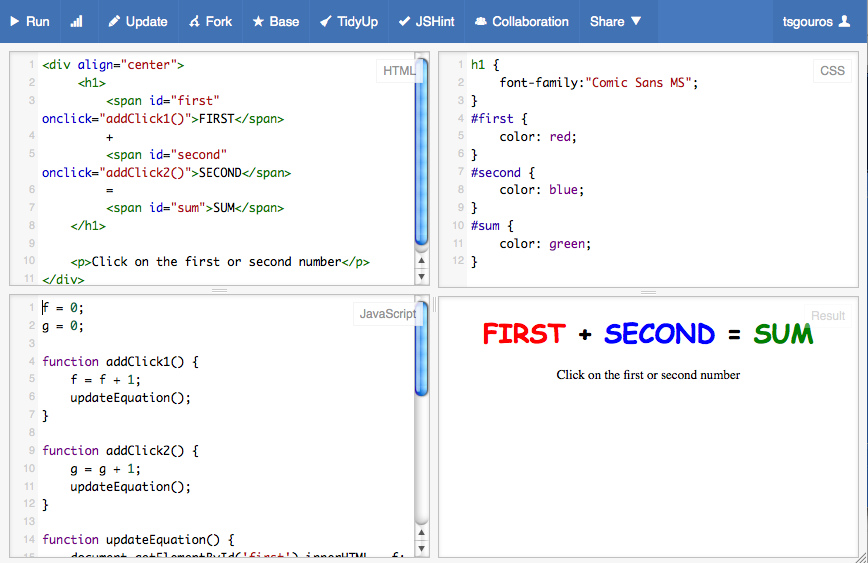 Run Update Fork Base TidyUp JSHint Collaboration Share ▼ tsgouros
HTML
1 <div align="center">
2 <h1>
3 <span id="first"
onclick="addClick1()">FIRST</span>
4 +
5 <span id="second"
onclick="addClick2()">SECOND</span>
6 =
7 <span id="sum">SUM</span>
8 </h1>
9
10 <p>Click on the first or second number</p>
11 </div>
CSS
1 h1 {
2 font-family:"Comic Sans MS";
3 }
4 #first {
5 color: red;
6 }
7 #second {
8 color: blue;
9 }
10 #sum {
11 color: green;
12 }
JavaScript
1 f = 0;
2 g = 0;
3
4 function addClick1() {
5 f = f + 1;
6 updateEquation();
7 }
8
9 function addClick2() {
10 g = g + 1;
11 updateEquation();
12 }
13
14 function updateEquation() {
15 document.getElementById('first').innerHTML = f;
Result
FIRST + SECOND = SUM
Click on the first or second number